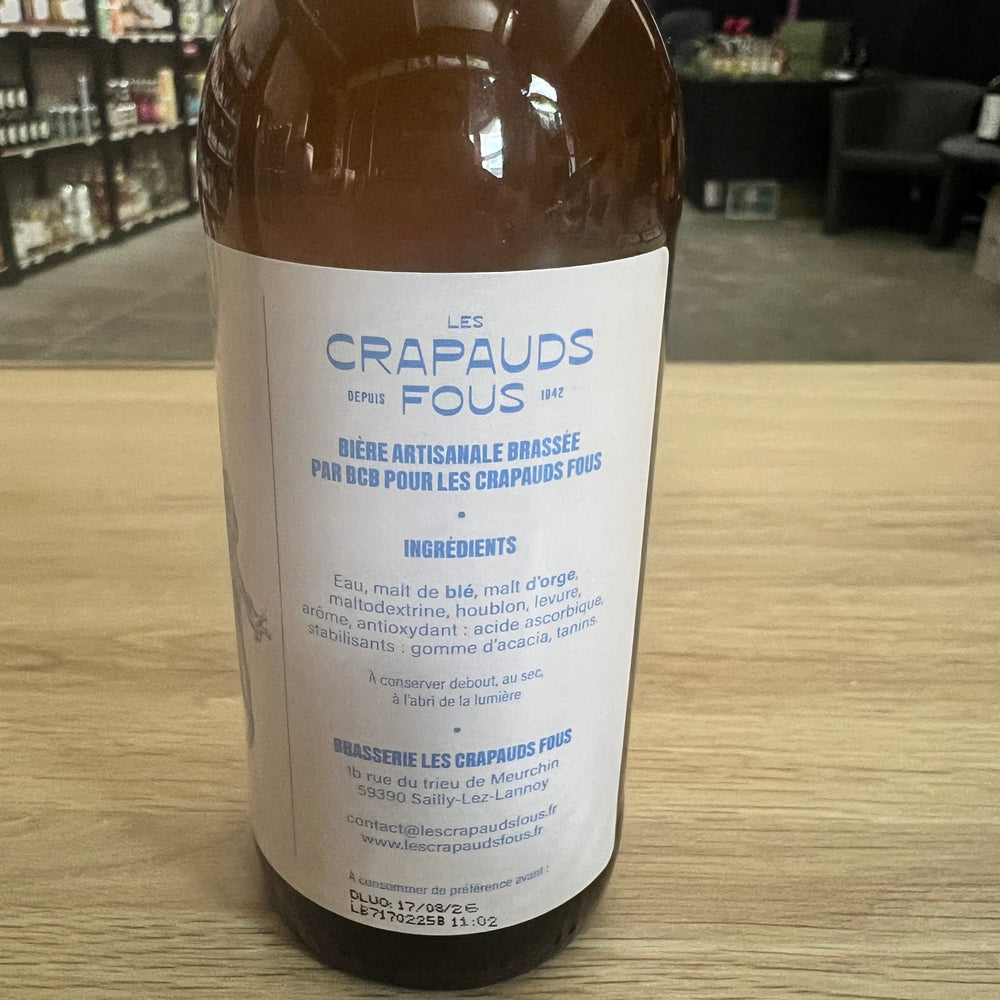 LES
CRAPAUDS
DEPUIS FOUS 1842
BIÈRE ARTISANALE BRASSÉE
PAR BCB POUR LES CRAPAUDS FOUS
•
INGRÉDIENTS
Eau, malt de blé, malt d'orge,
maltodextrine, houblon, levure,
arôme, antioxydant : acide ascorbique,
stabilisants : gomme d'acacia, tanins.
À conserver debout, au sec,
à l'abri de la lumière
•
BRASSERIE LES CRAPAUDS FOUS
1b rue du trieu de Meurchin
59390 Sailly-Lez-Lannoy
contact@lescrapaudsfous.fr
www.lescrapaudsfous.fr
À consommer de préférence avant :
DLUO: 17/08/26
LB7170225B 11:02